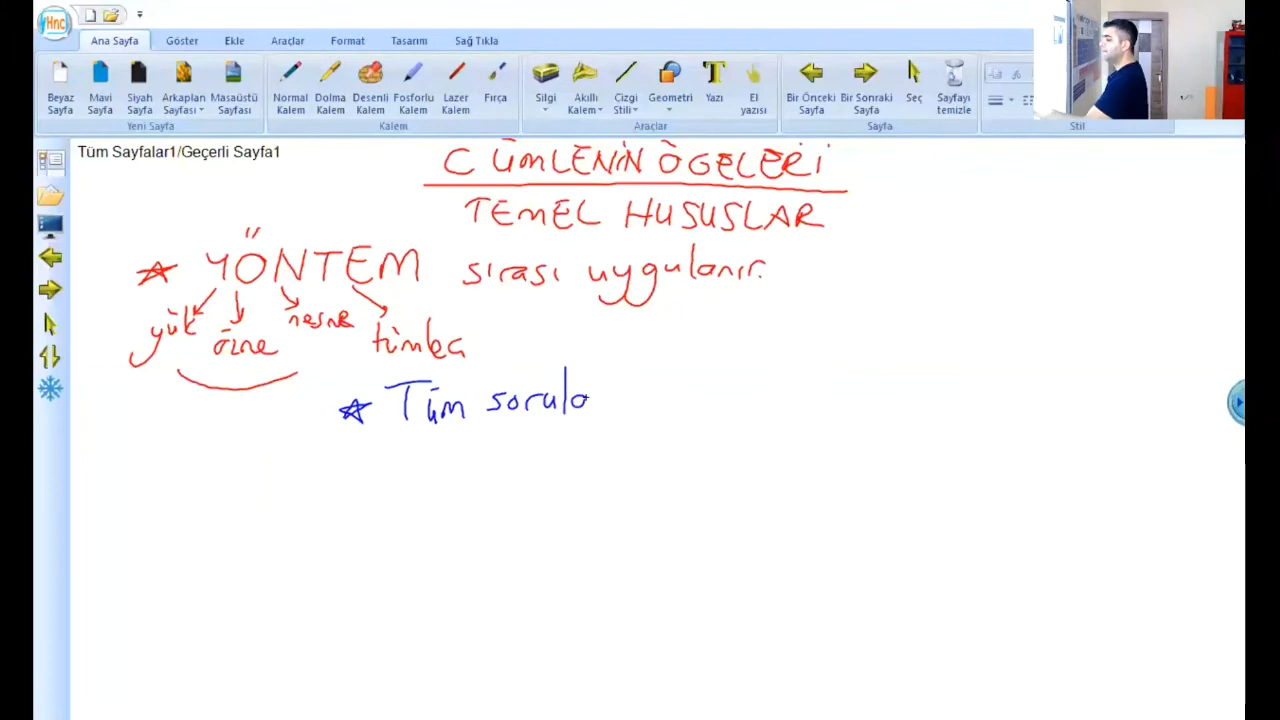 Hnc
Ana Sayfa Göster Ekle Araçlar Format Tasarım Sağ Tıkla
Beyaz Sayfa Mavi Sayfa Siyah Sayfa Arkaplan Sayfası Masaüstü Sayfası Normal Kalem Dolma Kalem Desenli Kalem Fosforlu Kalem Lazer Kalem Fırça Silgi Akıllı Kalem Çizgi Stili Geometri Yazı El yazısı Bir Önceki Sayfa Bir Sonraki Sayfa Seç Sayfayı temizle
Yeni Sayfa Kalem Araçlar Sayfa Stil
Tüm Sayfalar1/Geçerli Sayfa1
CÜMLENİN ÖGELERİ
TEMEL HUSUSLAR
YÖNTEM sırası uygulanır.
yük özne nesne tümleç
Tüm sorula